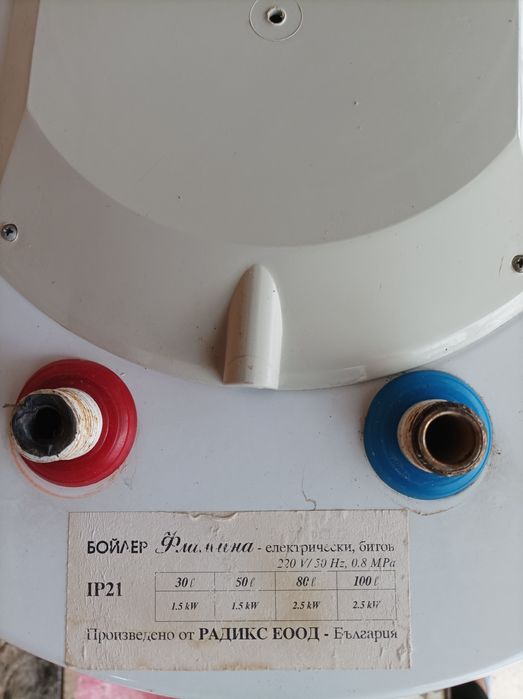 БОЙЛЕР Фламина - електрически, битов
220 V/ 50 Hz, 0.8 MPa
IP21
30 ℓ 50 ℓ 80 ℓ 100 ℓ
1.5 kW 1.5 kW 2.5 kW 2.5 kW
Произведено от РАДИКС ЕООД - България